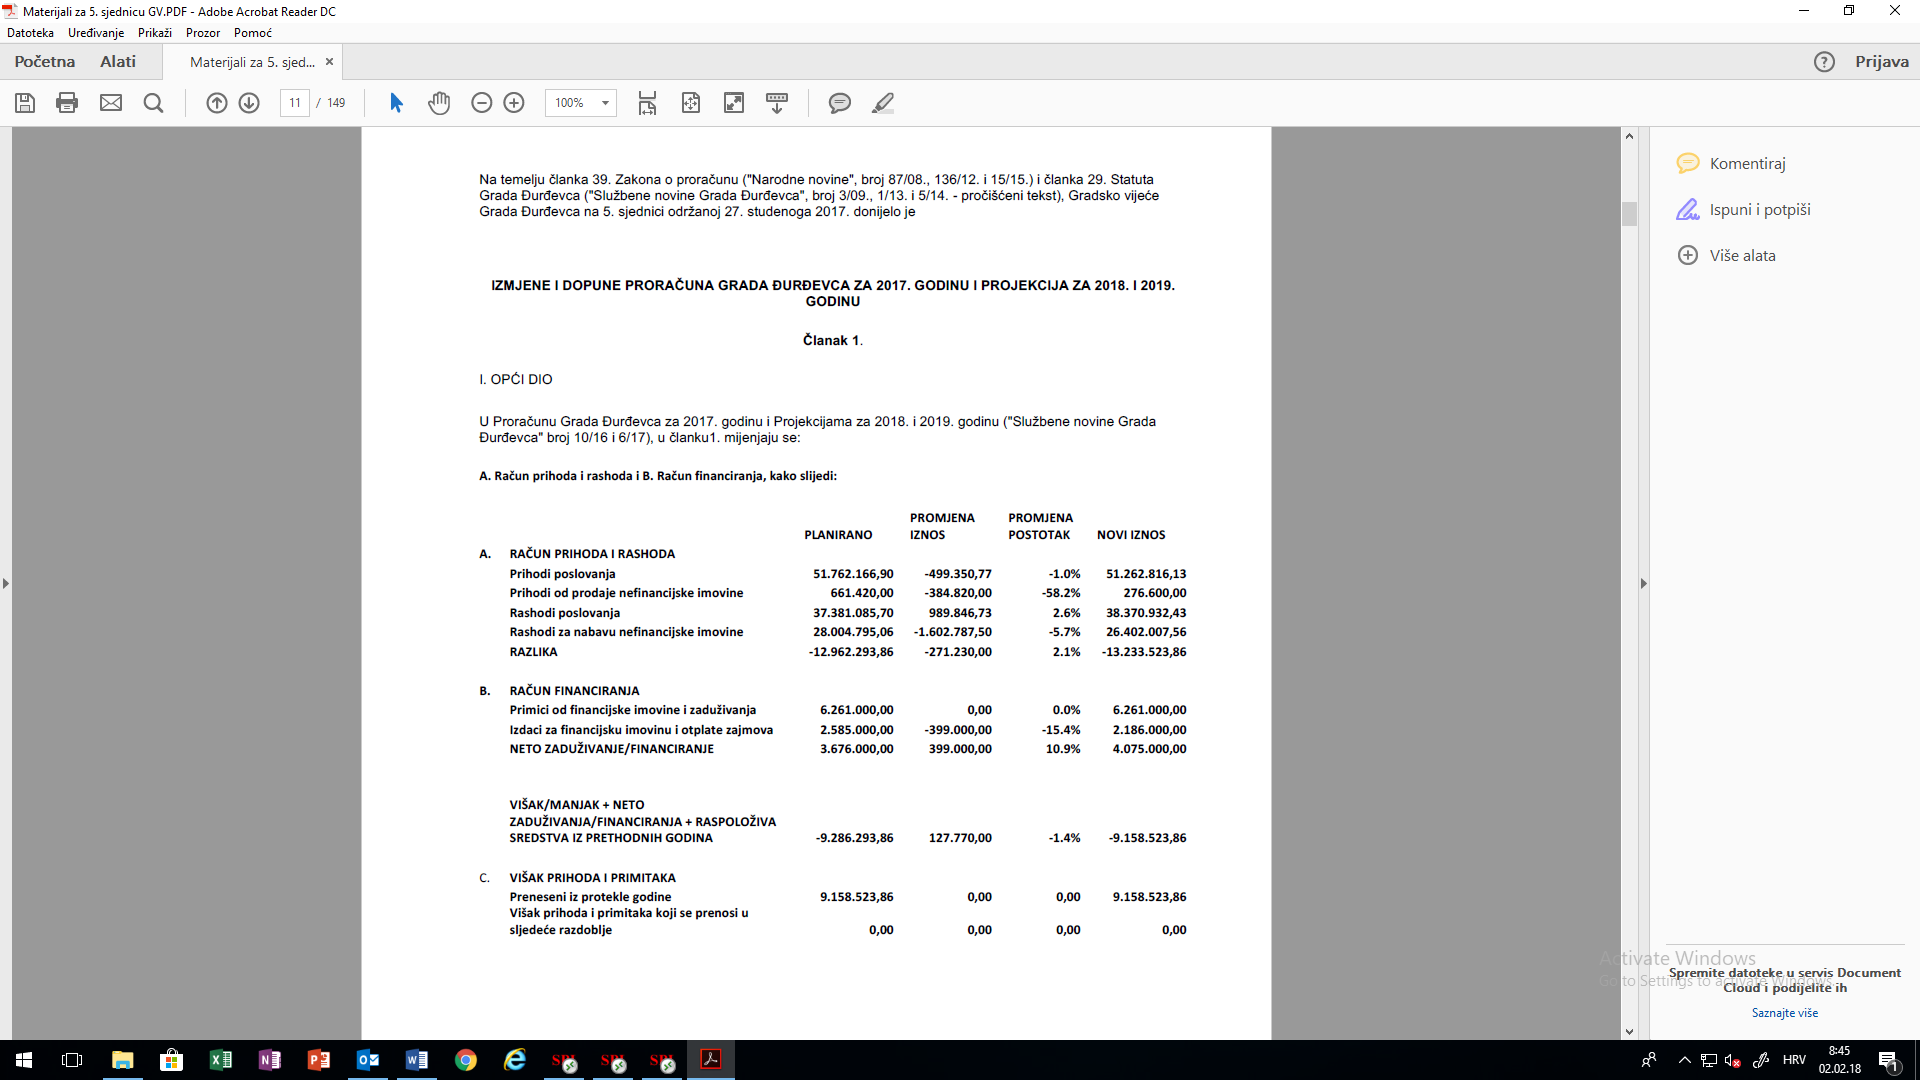 Materijali za 5. sjednicu GV.PDF - Adobe Acrobat Reader DC
Datoteka Uređivanje Prikaži Prozor Pomoć
Početna Alati Materijali za 5. sjed... × Prijava
11 / 149 100%
Na temelju članka 39. Zakona o proračunu ("Narodne novine", broj 87/08., 136/12. i 15/15.) i članka 29. Statuta
Grada Đurđevca ("Službene novine Grada Đurđevca", broj 3/09., 1/13. i 5/14. - pročišćeni tekst), Gradsko vijeće
Grada Đurđevca na 5. sjednici održanoj 27. studenoga 2017. donijelo je
IZMJENE I DOPUNE PRORAČUNA GRADA ĐURĐEVCA ZA 2017. GODINU I PROJEKCIJA ZA 2018. I 2019.
GODINU
Članak 1.
I. OPĆI DIO
U Proračunu Grada Đurđevca za 2017. godinu i Projekcijama za 2018. i 2019. godinu ("Službene novine Grada
Đurđevca" broj 10/16 i 6/17), u članku1. mijenjaju se:
A. Račun prihoda i rashoda i B. Račun financiranja, kako slijedi:
PROMJENA PROMJENA
PLANIRANO IZNOS POSTOTAK NOVI IZNOS
A. RAČUN PRIHODA I RASHODA
Prihodi poslovanja 51.762.166,90 -499.350,77 -1.0% 51.262.816,13
Prihodi od prodaje nefinancijske imovine 661.420,00 -384.820,00 -58.2% 276.600,00
Rashodi poslovanja 37.381.085,70 989.846,73 2.6% 38.370.932,43
Rashodi za nabavu nefinancijske imovine 28.004.795,06 -1.602.787,50 -5.7% 26.402.007,56
RAZLIKA -12.962.293,86 -271.230,00 2.1% -13.233.523,86
B. RAČUN FINANCIRANJA
Primici od financijske imovine i zaduživanja 6.261.000,00 0,00 0.0% 6.261.000,00
Izdaci za financijsku imovinu i otplate zajmova 2.585.000,00 -399.000,00 -15.4% 2.186.000,00
NETO ZADUŽIVANJE/FINANCIRANJE 3.676.000,00 399.000,00 10.9% 4.075.000,00
VIŠAK/MANJAK + NETO
ZADUŽIVANJA/FINANCIRANJA + RASPOLOŽIVA
SREDSTVA IZ PRETHODNIH GODINA -9.286.293,86 127.770,00 -1.4% -9.158.523,86
C. VIŠAK PRIHODA I PRIMITAKA
Preneseni iz protekle godine 9.158.523,86 0,00 0,00 9.158.523,86
Višak prihoda i primitaka koji se prenosi u
sljedeće razdoblje 0,00 0,00 0,00 0,00
Komentiraj
Ispuni i potpiši
Više alata
Activate Windows
Go to Settings to activate Windows.
Spremite datoteke u servis Document
Cloud i podijelite ih
Saznajte više
HRV
8:45
02.02.18
1